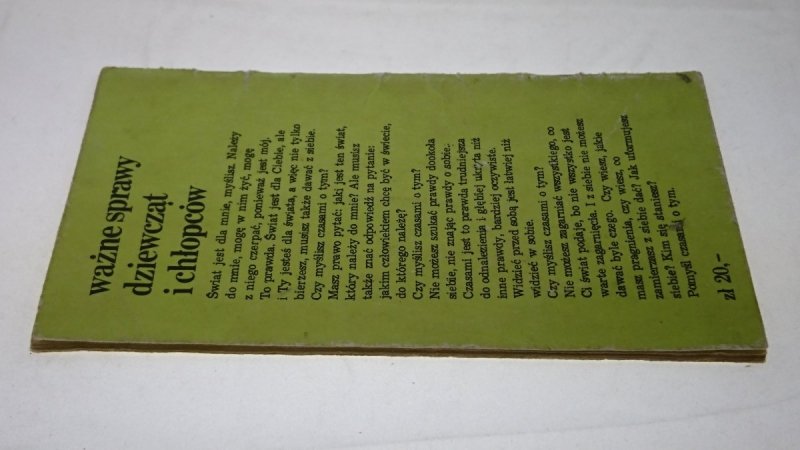 ważne sprawy
dziewcząt
i chłopców
Świat jest dla mnie, myślisz. Należy
do mnie, mogę w nim żyć, mogę
z niego czerpać, ponieważ jest mój.
To prawda. Świat jest dla Ciebie, ale
i Ty jesteś dla świata, a więc nie tylko
bierzesz, musisz także dawać z siebie.
Czy myślisz czasami o tym?
Masz prawo pytać: jaki jest ten świat,
który należy do mnie? Ale musisz
także znać odpowiedź na pytanie:
jakim człowiekiem chcę być w świecie,
do którego należę?
Czy myślisz czasami o tym?
Nie możesz szukać prawdy dookoła
siebie, nie znając prawdy o sobie.
Czasami jest to prawda trudniejsza
do odnalezienia i głębiej ukryta niż
inne prawdy, bardziej oczywiste.
Widzieć przed sobą jest łatwiej niż
widzieć w sobie.
Czy myślisz czasami o tym?
Nie możesz zagarniać wszystkiego, co
Ci świat podaje, bo nie wszystko jest
warte zagarnięcia. I z siebie nie możesz
dawać byle czego. Czy wiesz, jakie
masz pragnienia, czy wiesz, co
zamierzasz z siebie dać? Jak uformujesz
siebie? Kim się staniesz?
Pomyśl czasami o tym.
zł 20,-